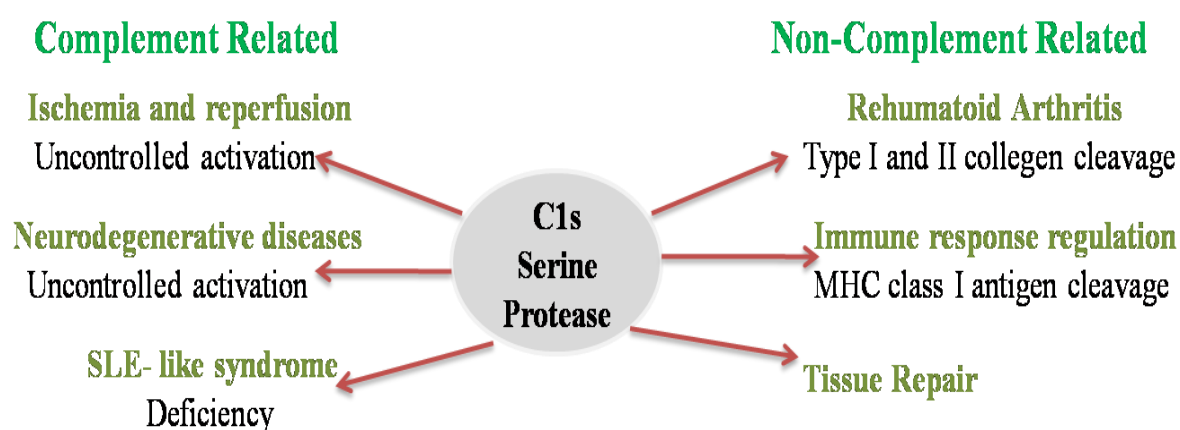 Complement Related
Ischemia and reperfusion
Uncontrolled activation
Neurodegenerative diseases
Uncontrolled activation
SLE- like syndrome
Deficiency
C1s
Serine
Protease
Non-Complement Related
Rehumatoid Arthritis
Type I and II collegen cleavage
Immune response regulation
MHC class I antigen cleavage
Tissue Repair